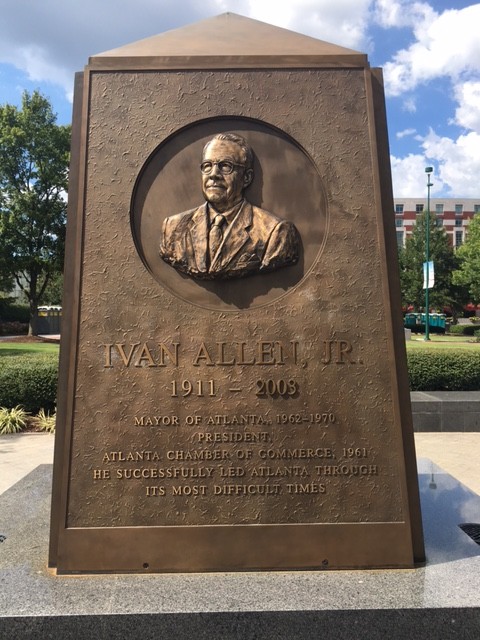 IVAN ALLEN, JR.
1911 – 2003
MAYOR OF ATLANTA, 1962–1970
PRESIDENT,
ATLANTA CHAMBER OF COMMERCE, 1961
HE SUCCESSFULLY LED ATLANTA THROUGH
ITS MOST DIFFICULT TIMES